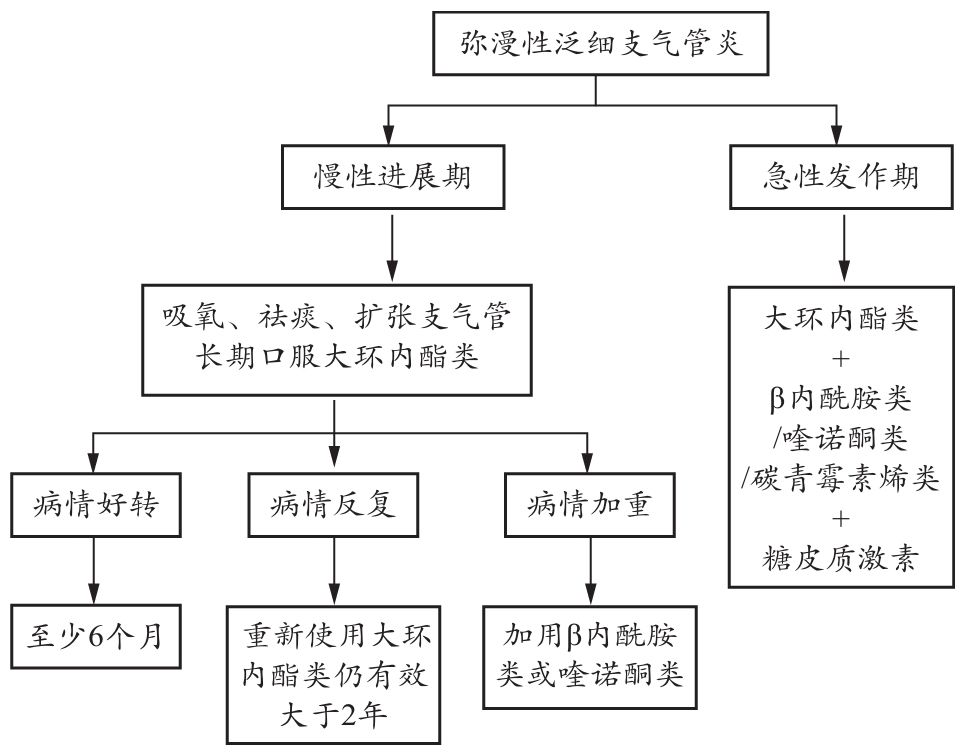 弥漫性泛细支气管炎
慢性进展期
急性发作期
吸氧、祛痰、扩张支气管
长期口服大环内酯类
大环内酯类
+
β内酰胺类
/喹诺酮类
/碳青霉素烯类
+
糖皮质激素
病情好转
病情反复
病情加重
至少6个月
重新使用大环
内酯类仍有效
大于2年
加用β内酰胺
类或喹诺酮类